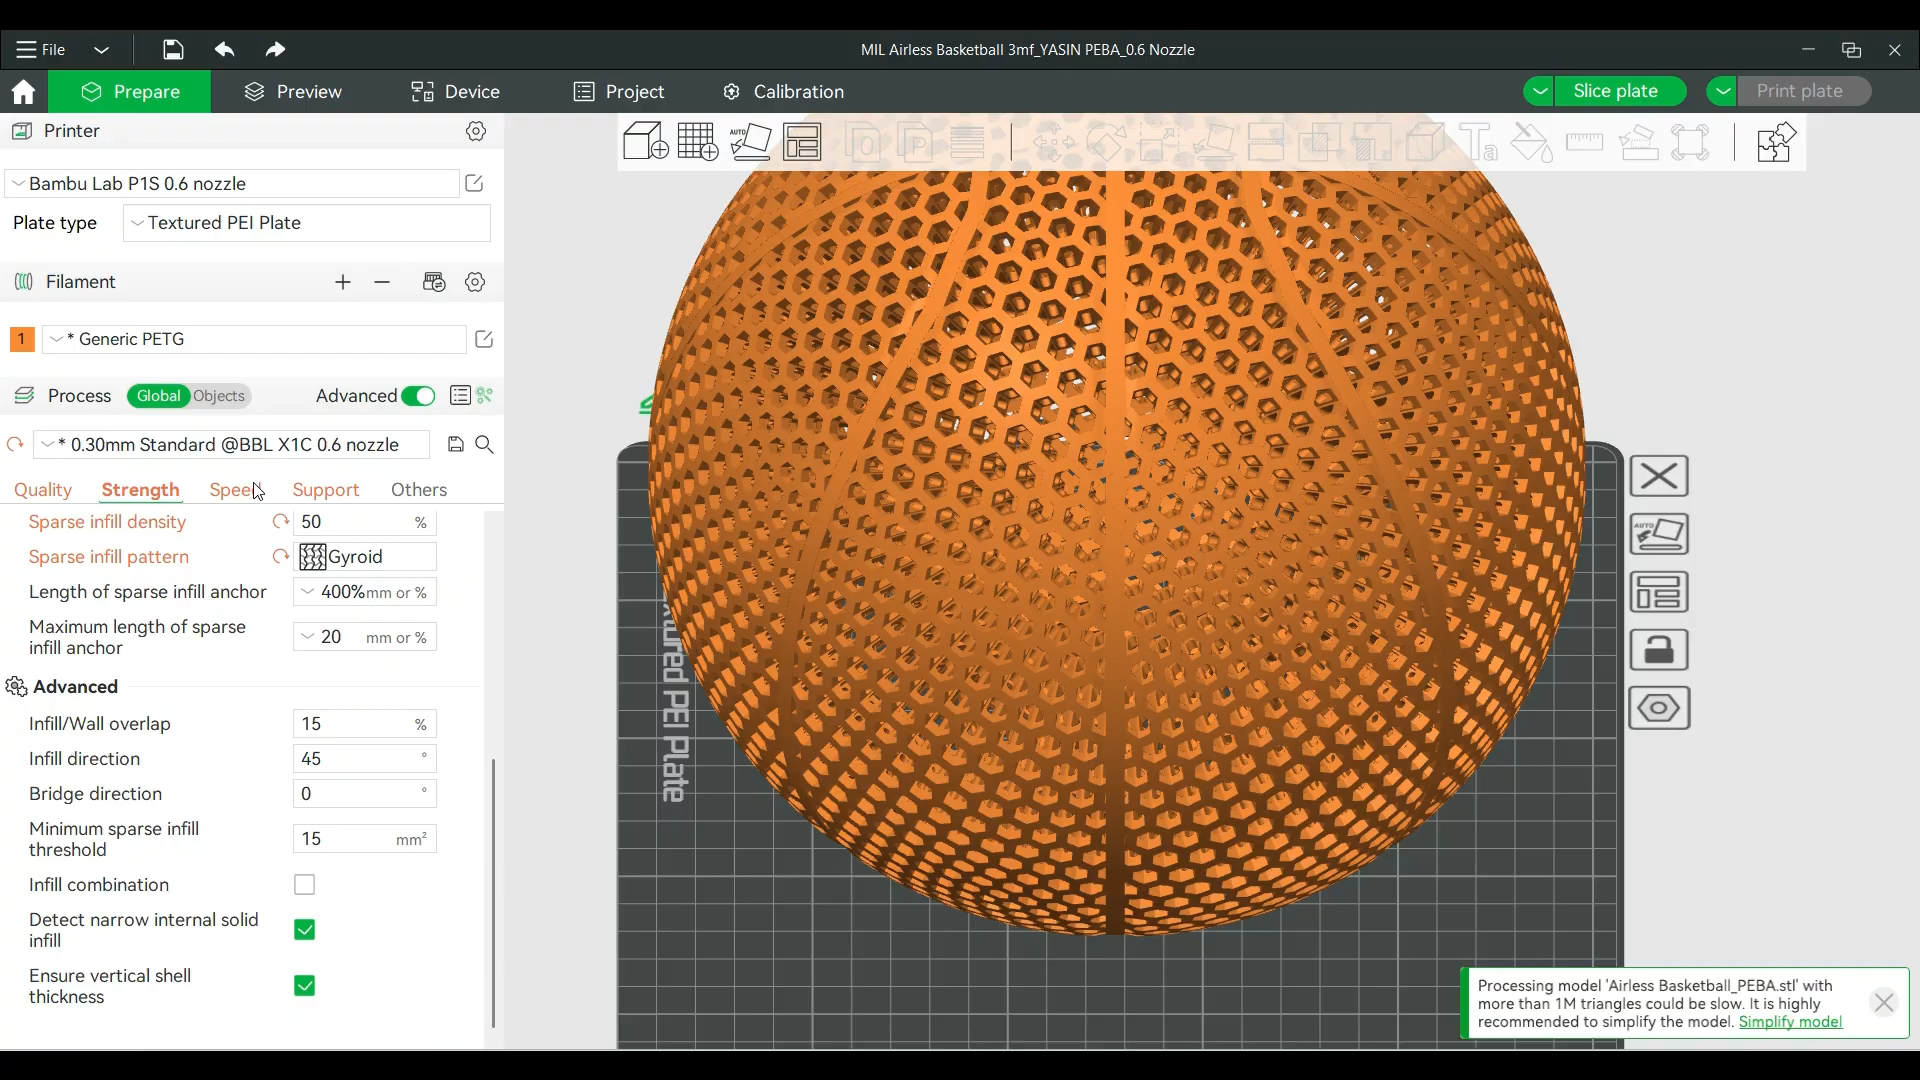 File
MIL Airless Basketball 3mf_YASIN PEBA_0.6 Nozzle
Prepare
Preview
Device
Project
Calibration
Slice plate
Print plate
Printer
Bambu Lab P1S 0.6 nozzle
Plate type
Textured PEI Plate
Filament
1
* Generic PETG
Process
Global
Objects
Advanced
* 0.30mm Standard @BBL X1C 0.6 nozzle
Quality
Strength
Speed
Support
Others
Sparse infill density
50
%
Sparse infill pattern
Gyroid
Length of sparse infill anchor
400%
mm or %
Maximum length of sparse
infill anchor
20
mm or %
Advanced
Infill/Wall overlap
15
%
Infill direction
45
°
Bridge direction
0
°
Minimum sparse infill
threshold
15
mm²
Infill combination
Detect narrow internal solid
infill
Ensure vertical shell
thickness
AUTO
Ta
PEI Plate
AUTO
Processing model 'Airless Basketball_PEBA.stl' with
more than 1M triangles could be slow. It is highly
recommended to simplify the model. Simplify model